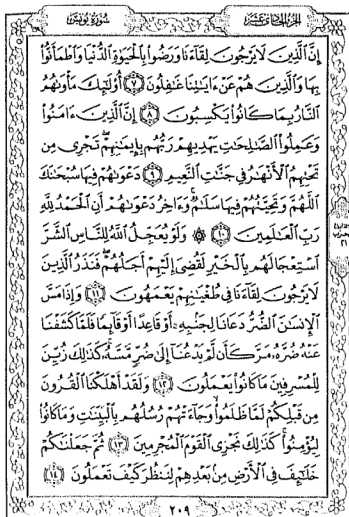 الجزء الحادي عشر
سورة يونس
إِنَّ ٱلَّذِينَ لَا يَرْجُونَ لِقَآءَنَا وَرَضُوا۟ بِٱلْحَيَوٰةِ ٱلدُّنْيَا وَٱطْمَأَنُّوا۟
بِهَا وَٱلَّذِينَ هُمْ عَنْ ءَايَٰتِنَا غَٰفِلُونَ ٧ أُو۟لَٰٓئِكَ مَأْوَىٰهُمُ
ٱلنَّارُ بِمَا كَانُوا۟ يَكْسِبُونَ ٨ إِنَّ ٱلَّذِينَ ءَامَنُوا۟
وَعَمِلُوا۟ ٱلصَّٰلِحَٰتِ يَهْدِيهِمْ رَبُّهُم بِإِيمَٰنِهِمْ ۖ تَجْرِى مِن
تَحْتِهِمُ ٱلْأَنْهَٰرُ فِى جَنَّٰتِ ٱلنَّعِيمِ ٩ دَعْوَىٰهُمْ فِيهَا سُبْحَٰنَكَ
ٱللَّهُمَّ وَتَحِيَّتُهُمْ فِيهَا سَلَٰمٌ ۚ وَءَاخِرُ دَعْوَىٰهُمْ أَنِ ٱلْحَمْدُ لِلَّهِ
رَبِّ ٱلْعَٰلَمِينَ ١٠ ۞ وَلَوْ يُعَجِّلُ ٱللَّهُ لِلنَّاسِ ٱلشَّرَّ
ٱسْتِعْجَالَهُم بِٱلْخَيْرِ لَقُضِىَ إِلَيْهِمْ أَجَلُهُمْ ۖ فَنَذَرُ ٱلَّذِينَ
لَا يَرْجُونَ لِقَآءَنَا فِى طُغْيَٰنِهِمْ يَعْمَهُونَ ١١ وَإِذَا مَسَّ
ٱلْإِنسَٰنَ ٱلضُّرُّ دَعَانَا لِجَنۢبِهِۦٓ أَوْ قَاعِدًا أَوْ قَآئِمًا فَلَمَّا كَشَفْنَا
عَنْهُ ضُرَّهُۥ مَرَّ كَأَن لَّمْ يَدْعُنَآ إِلَىٰ ضُرٍّ مَّسَّهُۥ ۚ كَذَٰلِكَ زُيِّنَ
لِلْمُسْرِفِينَ مَا كَانُوا۟ يَعْمَلُونَ ١٢ وَلَقَدْ أَهْلَكْنَا ٱلْقُرُونَ
مِن قَبْلِكُمْ لَمَّا ظَلَمُوا۟ ۙ وَجَآءَتْهُمْ رُسُلُهُم بِٱلْبَيِّنَٰتِ وَمَا كَانُوا۟
لِيُؤْمِنُوا۟ ۚ كَذَٰلِكَ نَجْزِى ٱلْقَوْمَ ٱلْمُجْرِمِينَ ١٣ ثُمَّ جَعَلْنَٰكُمْ
خَلَٰٓئِفَ فِى ٱلْأَرْضِ مِنۢ بَعْدِهِمْ لِنَنظُرَ كَيْفَ تَعْمَلُونَ ١٤
٢٠٩